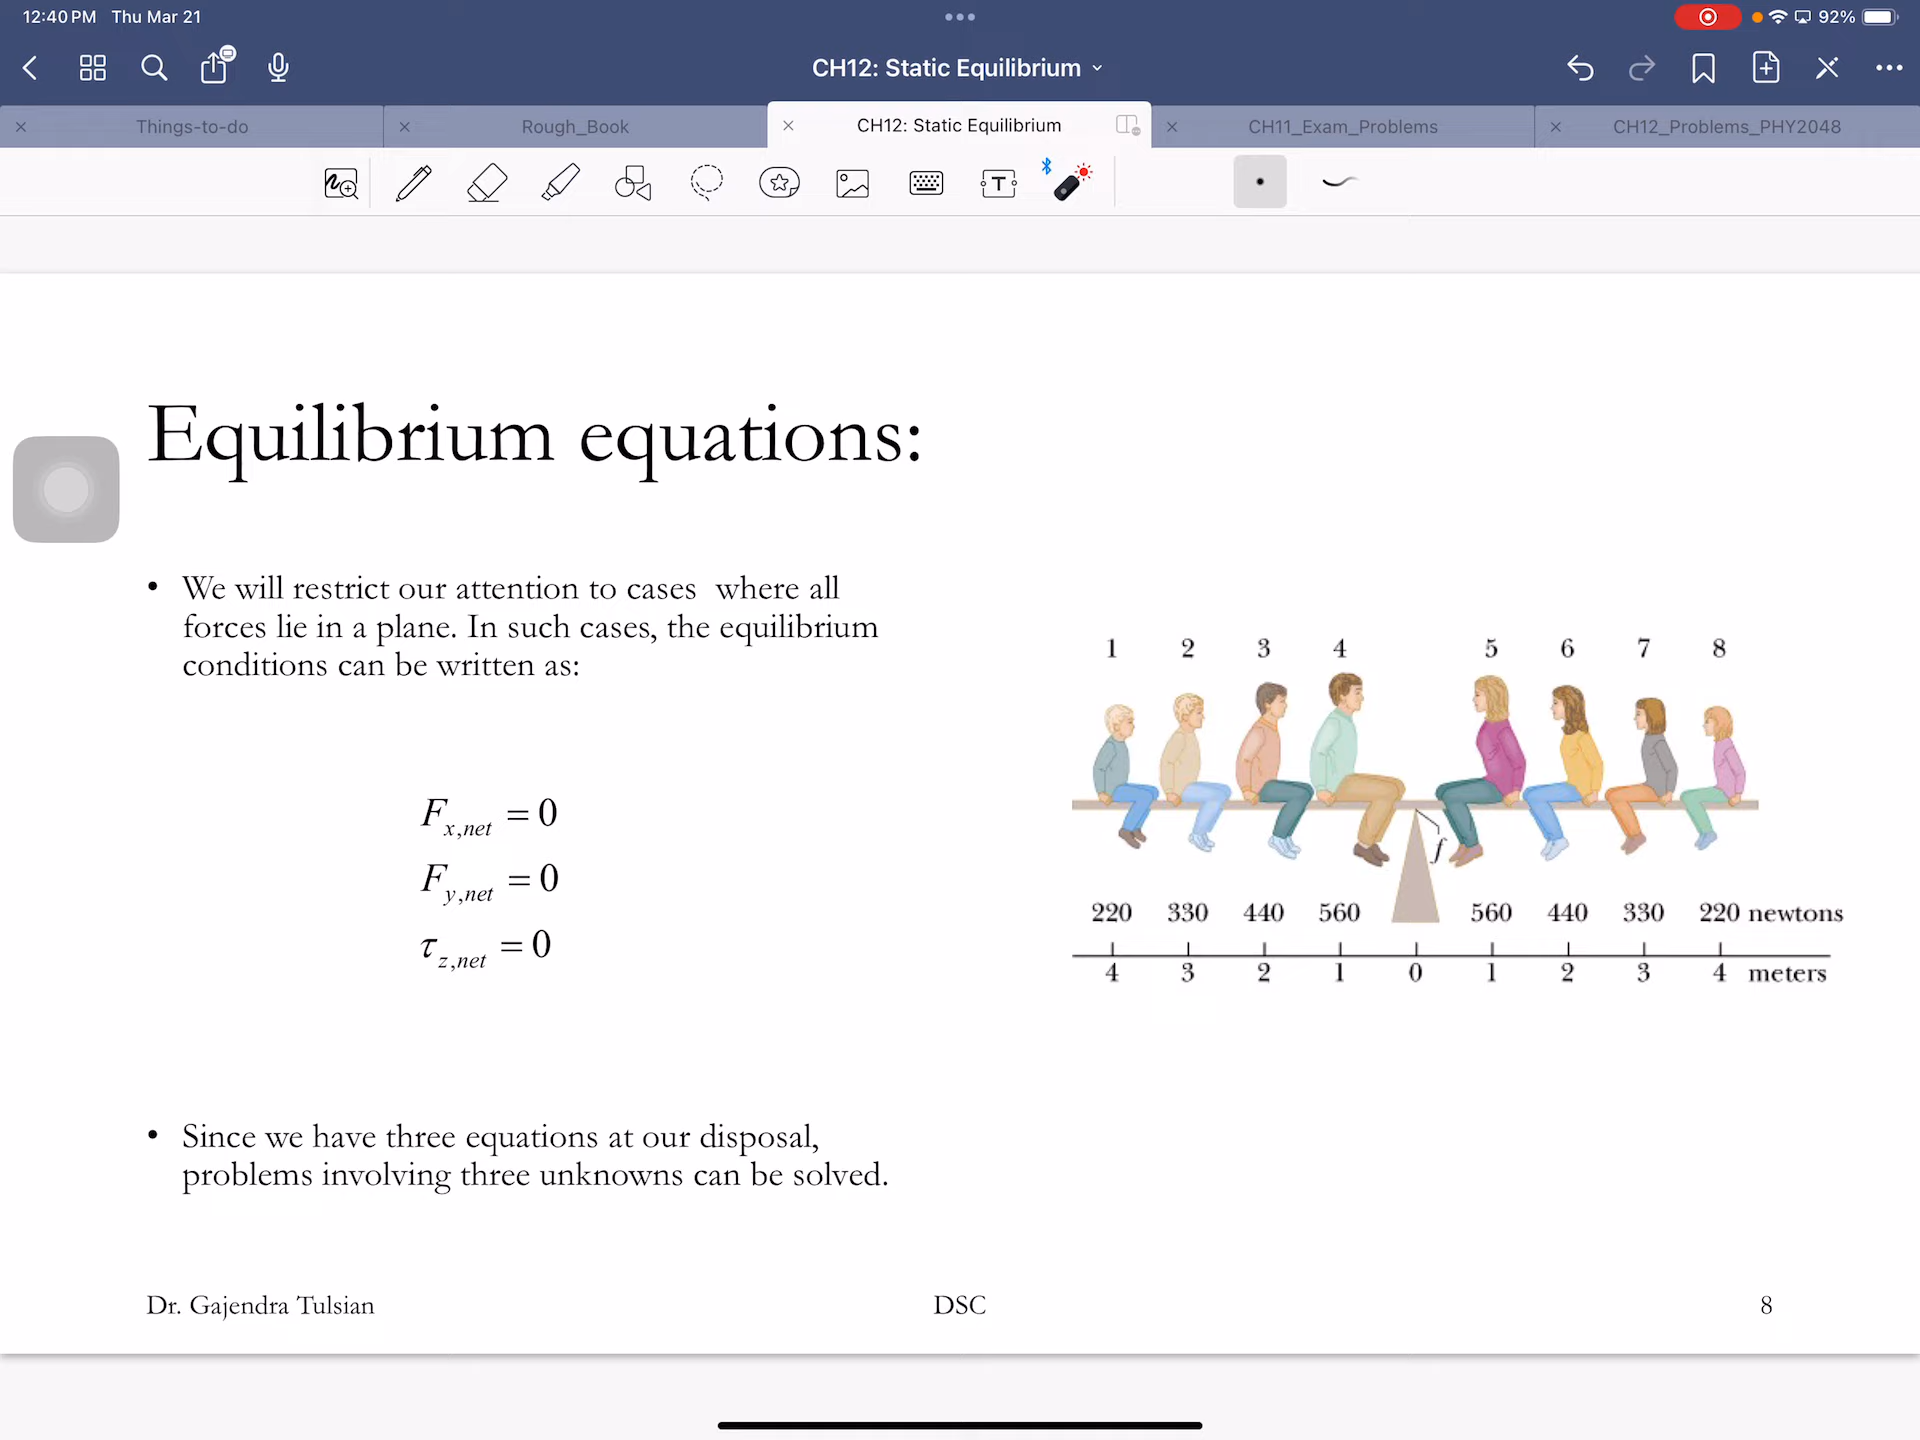 12:40 PM Thu Mar 21
92%
CH12: Static Equilibrium
Things-to-do
Rough_Book
CH12: Static Equilibrium
CH11_Exam_Problems
CH12_Problems_PHY2048
T
Equilibrium equations:
• We will restrict our attention to cases where all
forces lie in a plane. In such cases, the equilibrium
conditions can be written as:
F x,net = 0
F y,net = 0
τ z,net = 0
1 2 3 4 5 6 7 8
f
220 330 440 560 560 440 330 220 newtons
4 3 2 1 0 1 2 3 4 meters
• Since we have three equations at our disposal,
problems involving three unknowns can be solved.
Dr. Gajendra Tulsian
DSC
8